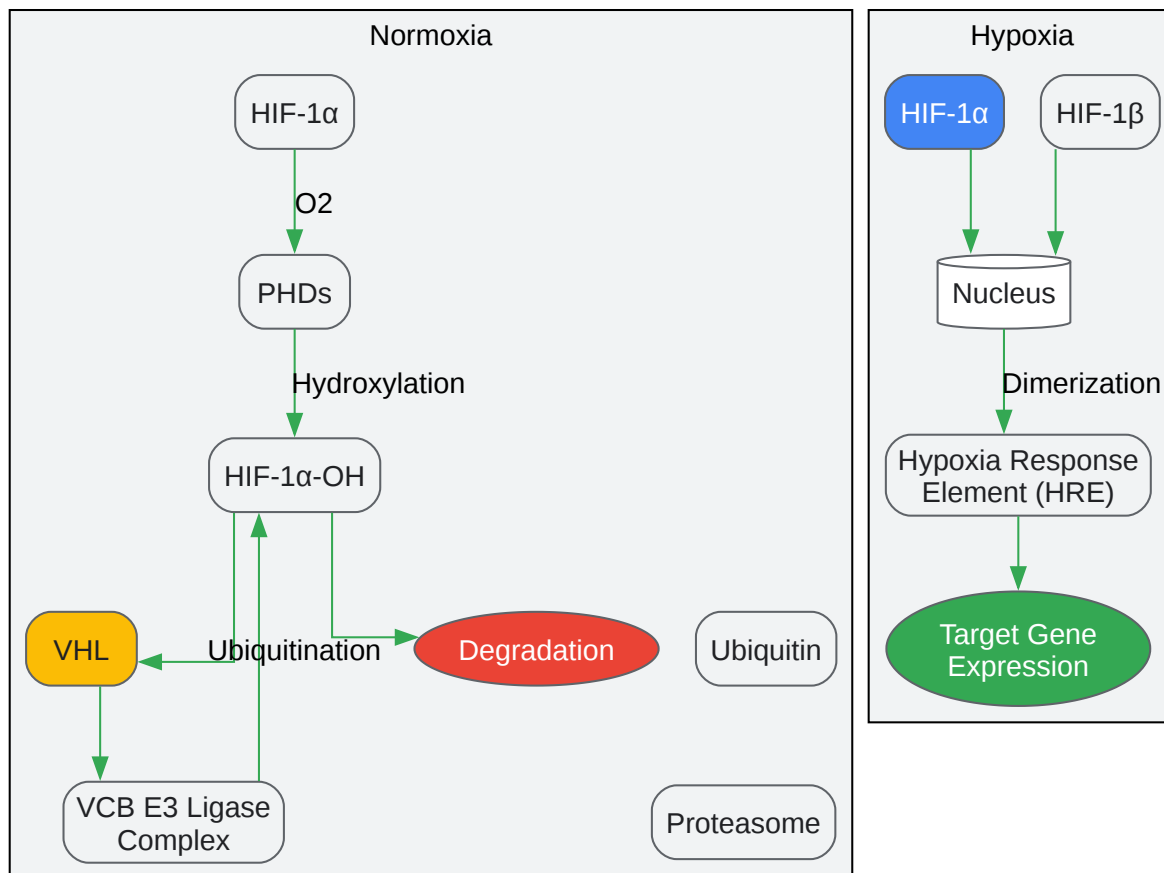 Normoxia
HIF-1α
O2
PHDs
Hydroxylation
HIF-1α-OH
VHL
Ubiquitination
Degradation
Ubiquitin
VCB E3 Ligase
Complex
Proteasome
Hypoxia
HIF-1α
HIF-1β
Nucleus
Dimerization
Hypoxia Response
Element (HRE)
Target Gene
Expression